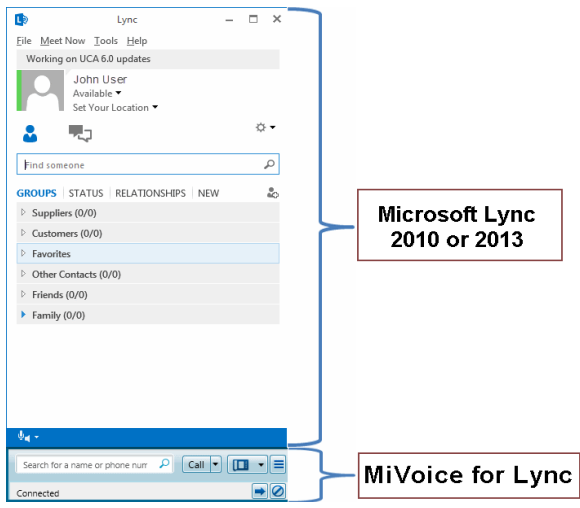 Lync
File Meet Now Tools Help
Working on UCA 6.0 updates
John User
Available
Set Your Location
Find someone
GROUPS STATUS RELATIONSHIPS NEW
Suppliers (0/0)
Customers (0/0)
Favorites
Other Contacts (0/0)
Friends (0/0)
Family (0/0)
Microsoft Lync
2010 or 2013
Search for a name or phone num
Call
Connected
MiVoice for Lync